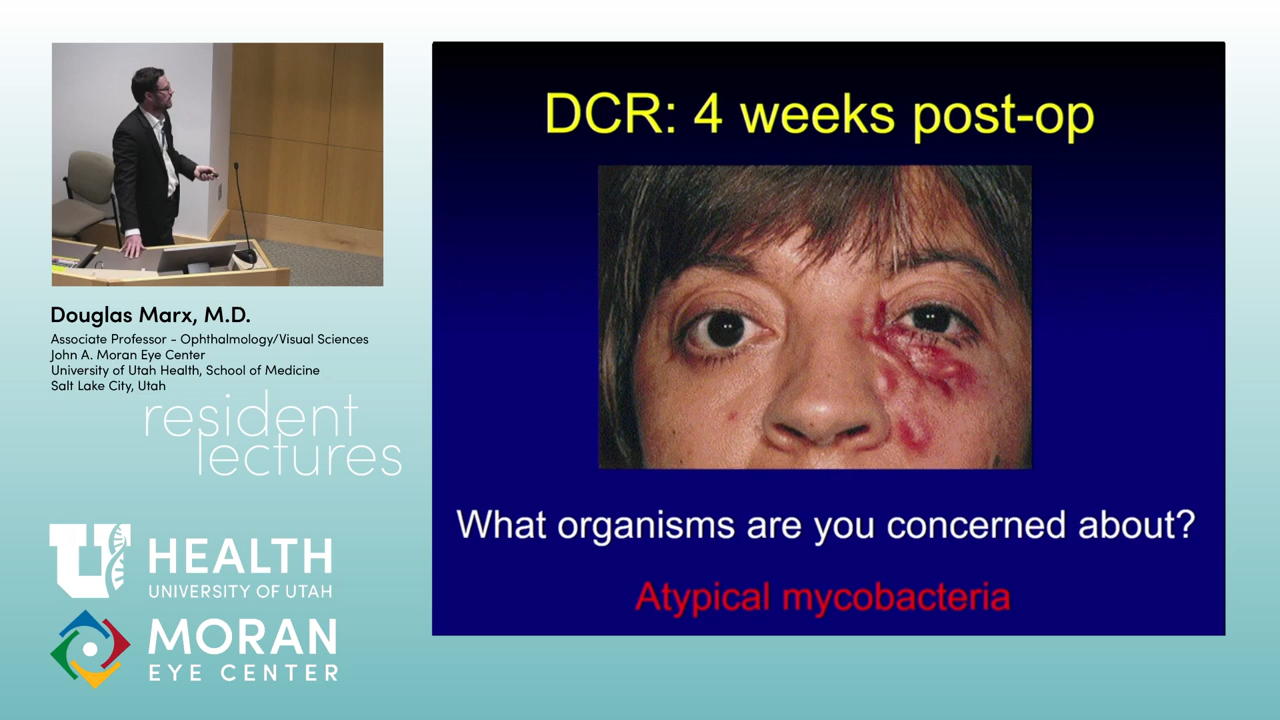 Douglas Marx, M.D.
Associate Professor - Ophthalmology/Visual Sciences
John A. Moran Eye Center
University of Utah Health, School of Medicine
Salt Lake City, Utah
resident
lectures
U HEALTH
UNIVERSITY OF UTAH
MORAN
EYE CENTER
DCR: 4 weeks post-op
What organisms are you concerned about?
Atypical mycobacteria